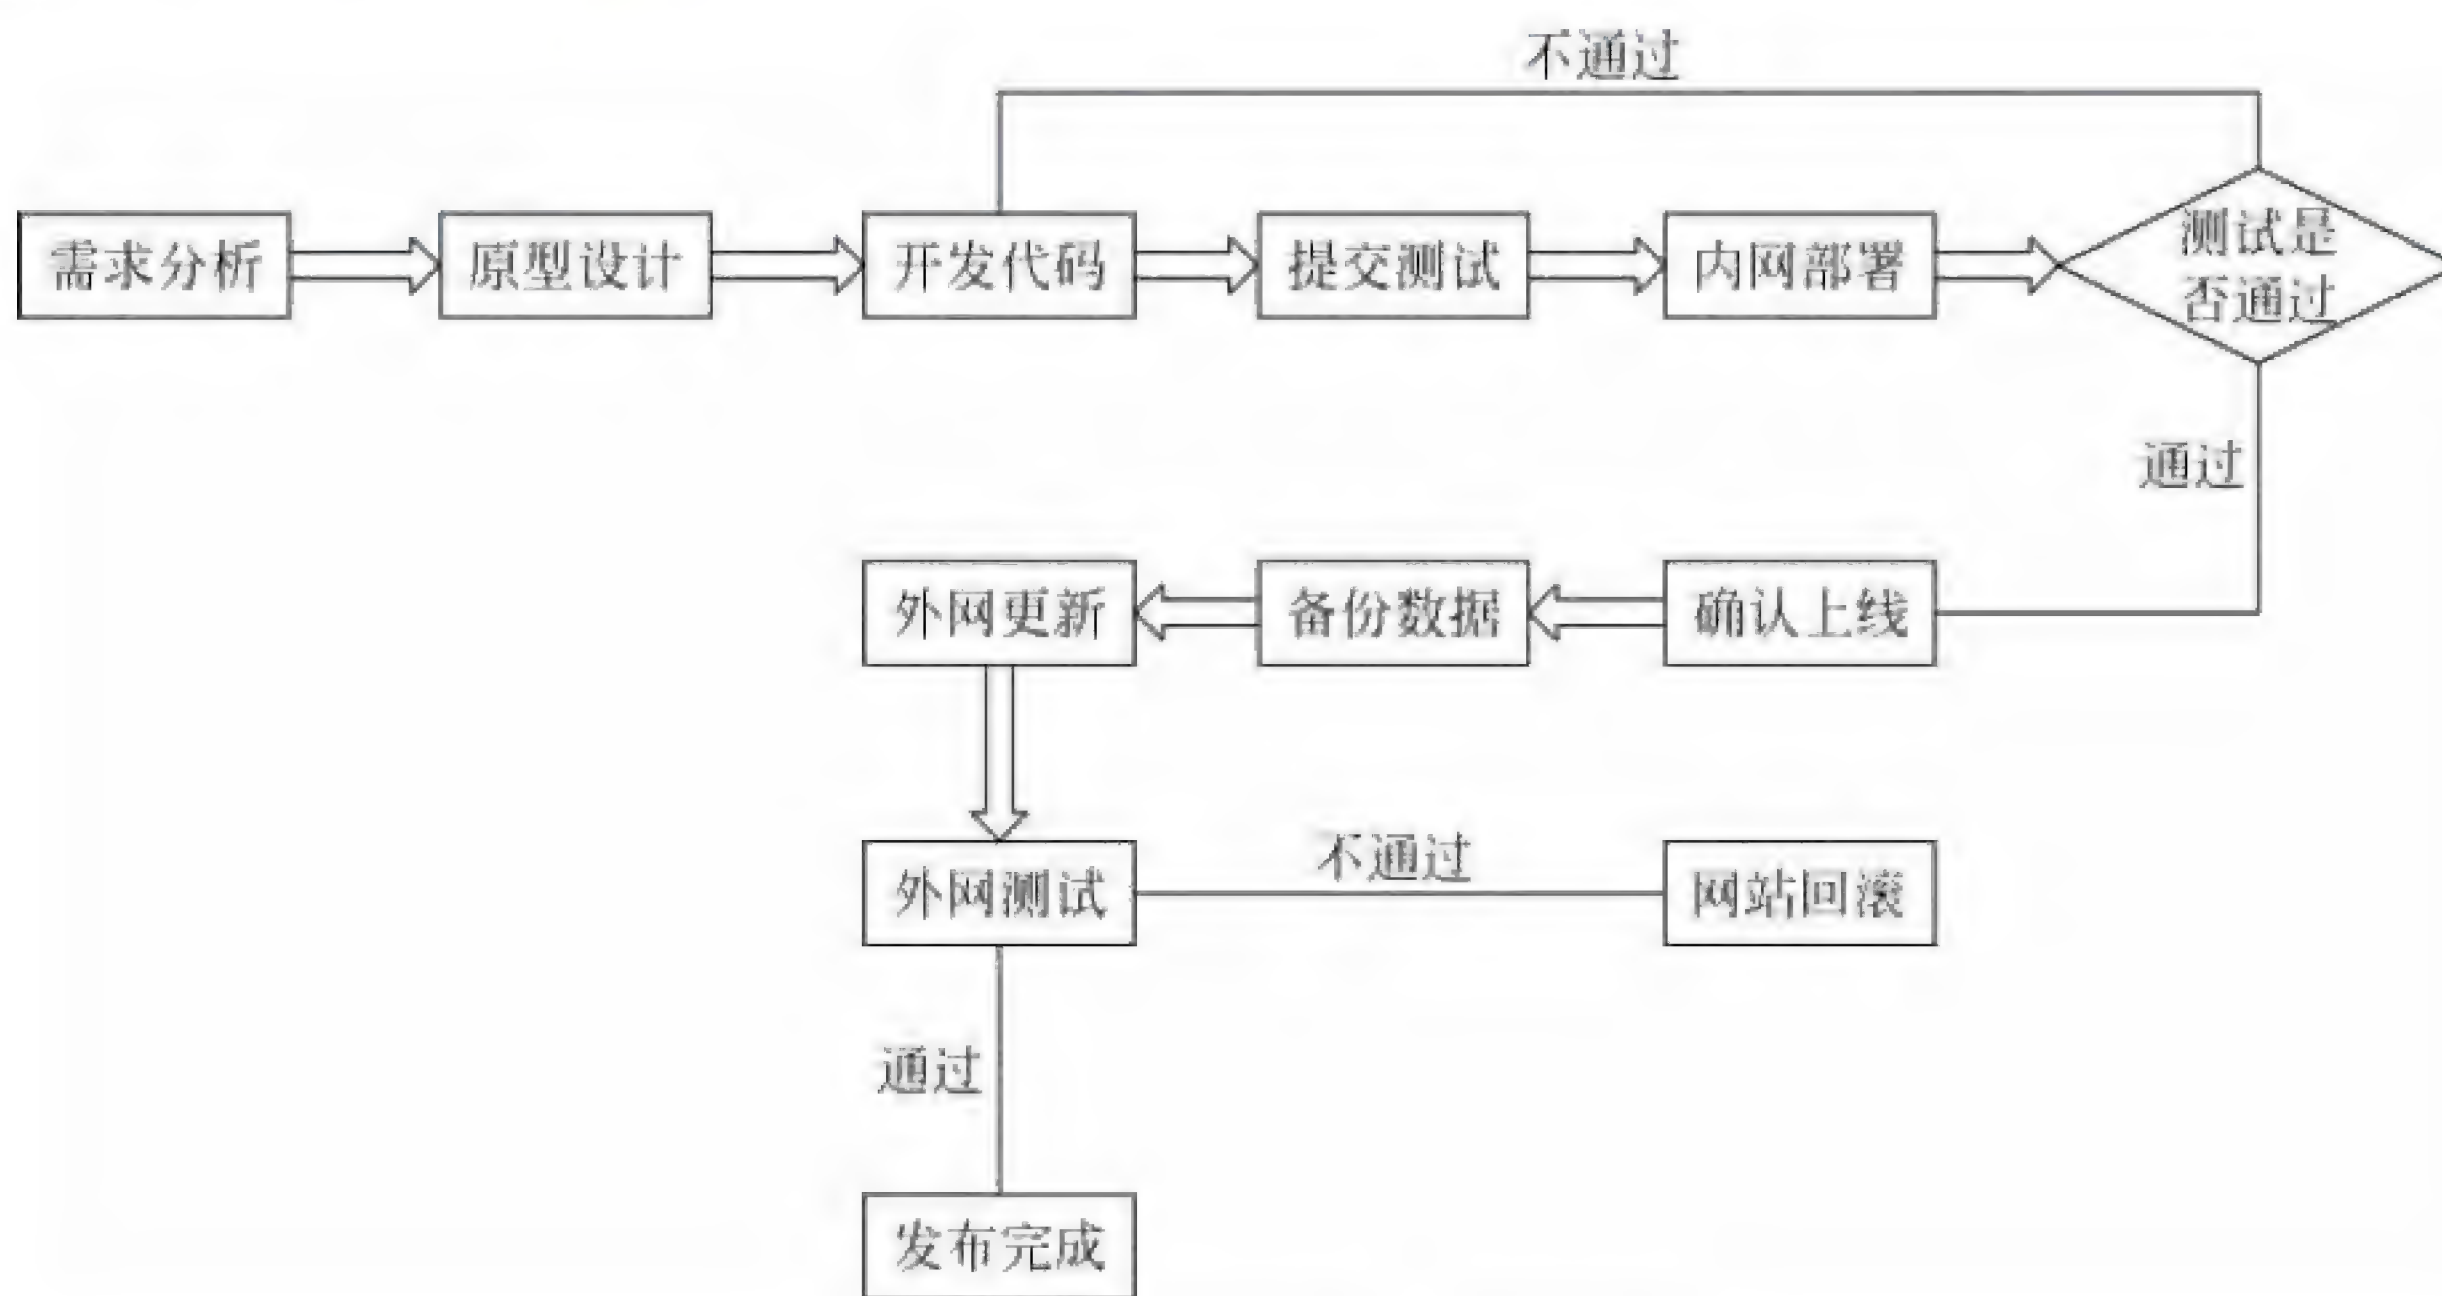 不通过
需求分析
原型设计
开发代码
提交测试
内网部署
测试是
否通过
通过
外网更新
备份数据
确认上线
外网测试
不通过
网站回滚
通过
发布完成